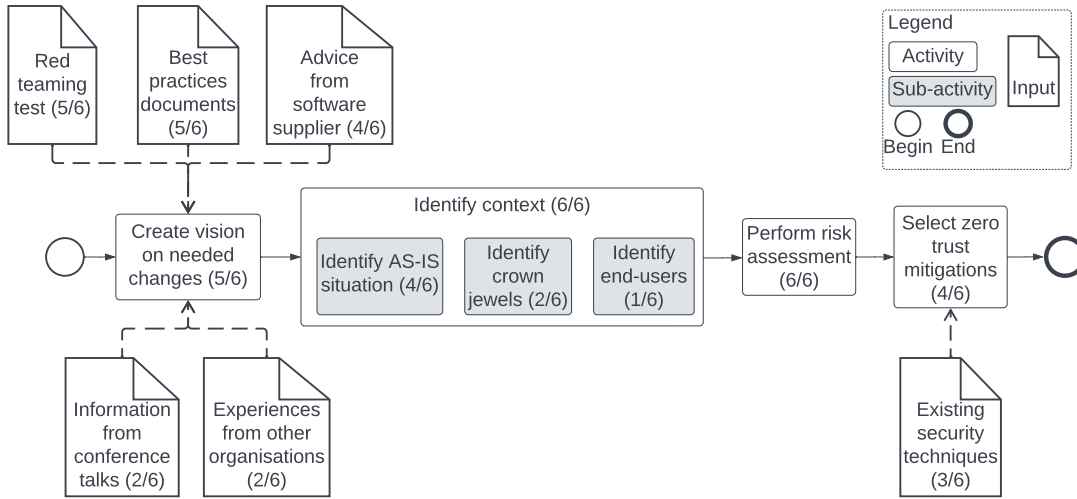 Red
teaming
test (5/6)
Best
practices
documents
(5/6)
Advice
from
software
supplier (4/6)
Legend
Activity
Sub-activity
Input
Begin
End
Create vision
on needed
changes (5/6)
Identify context (6/6)
Identify AS-IS
situation (4/6)
Identify
crown
jewels (2/6)
Identify
end-users
(1/6)
Perform risk
assessment
(6/6)
Select zero
trust
mitigations
(4/6)
Information
from
conference
talks (2/6)
Experiences
from other
organisations
(2/6)
Existing
security
techniques
(3/6)